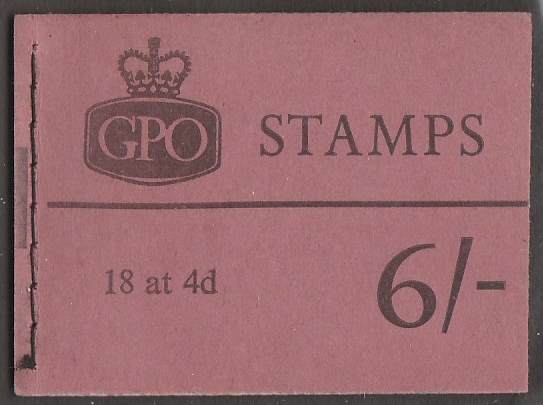 GPO STAMPS
18 at 4d 6/-